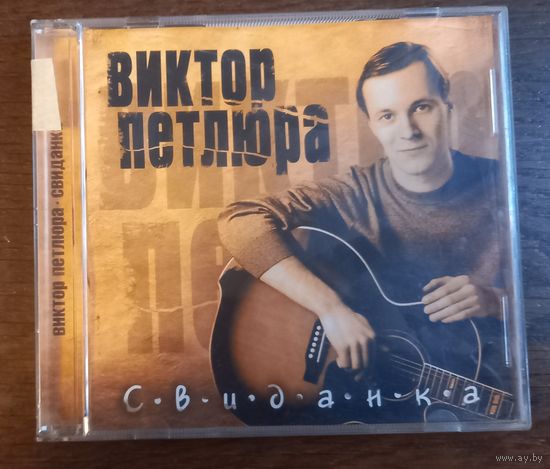 ВИКТОР
ПЕТЛЮРА
С·в·и·д·а·н·к·а
виктор петлюра · свиданка
www.ay.by